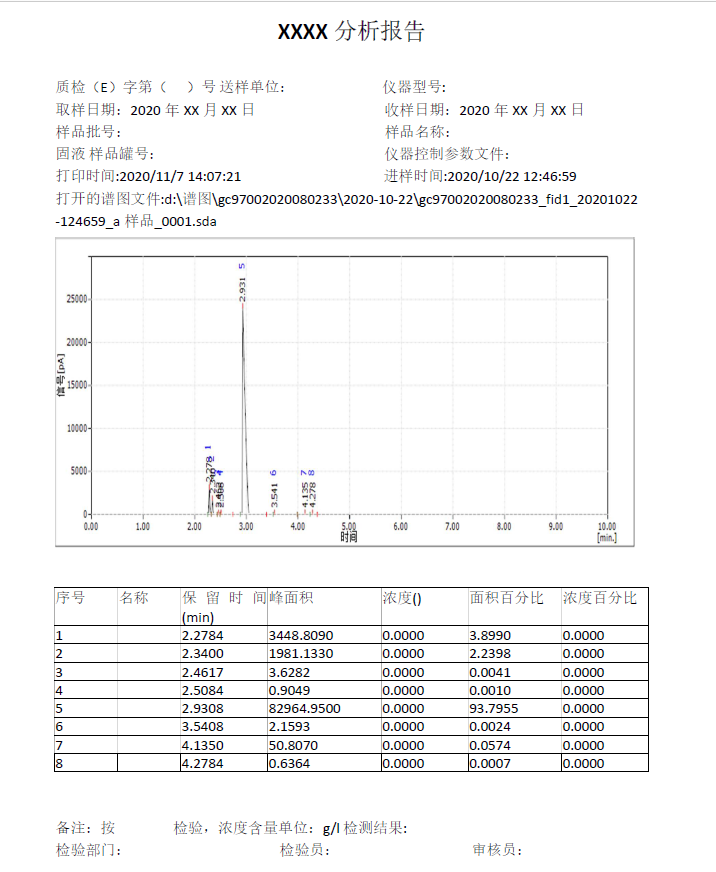 XXXX 分析报告
质检（E）字第（ ）号 送样单位： 仪器型号:
取样日期：2020 年 XX 月 XX 日 收样日期：2020 年 XX 月 XX 日
样品批号： 样品名称：
固液 样品罐号： 仪器控制参数文件：
打印时间:2020/11/7 14:07:21 进样时间:2020/10/22 12:46:59
打开的谱图文件:d:\谱图\gc97002020080233\2020-10-22\gc97002020080233_fid1_20201022
-124659_a 样品_0001.sda
5
2.931
25000
20000
信号[pA]
15000
10000
5000
0
1
2.278
2
4
6
3.541
7
4.135
8
4.278
0.00 1.00 2.00 3.00 4.00 5.00 6.00 7.00 8.00 9.00 10.00
时间 [min.]
序号 名称 保留时间 峰面积 浓度() 面积百分比 浓度百分比
(min)
1 2.2784 3448.8090 0.0000 3.8990 0.0000
2 2.3400 1981.1330 0.0000 2.2398 0.0000
3 2.4617 3.6282 0.0000 0.0041 0.0000
4 2.5084 0.9049 0.0000 0.0010 0.0000
5 2.9308 82964.9500 0.0000 93.7955 0.0000
6 3.5408 2.1593 0.0000 0.0024 0.0000
7 4.1350 50.8070 0.0000 0.0574 0.0000
8 4.2784 0.6364 0.0000 0.0007 0.0000
备注：按 检验，浓度含量单位：g/l 检测结果:
检验部门： 检验员： 审核员：